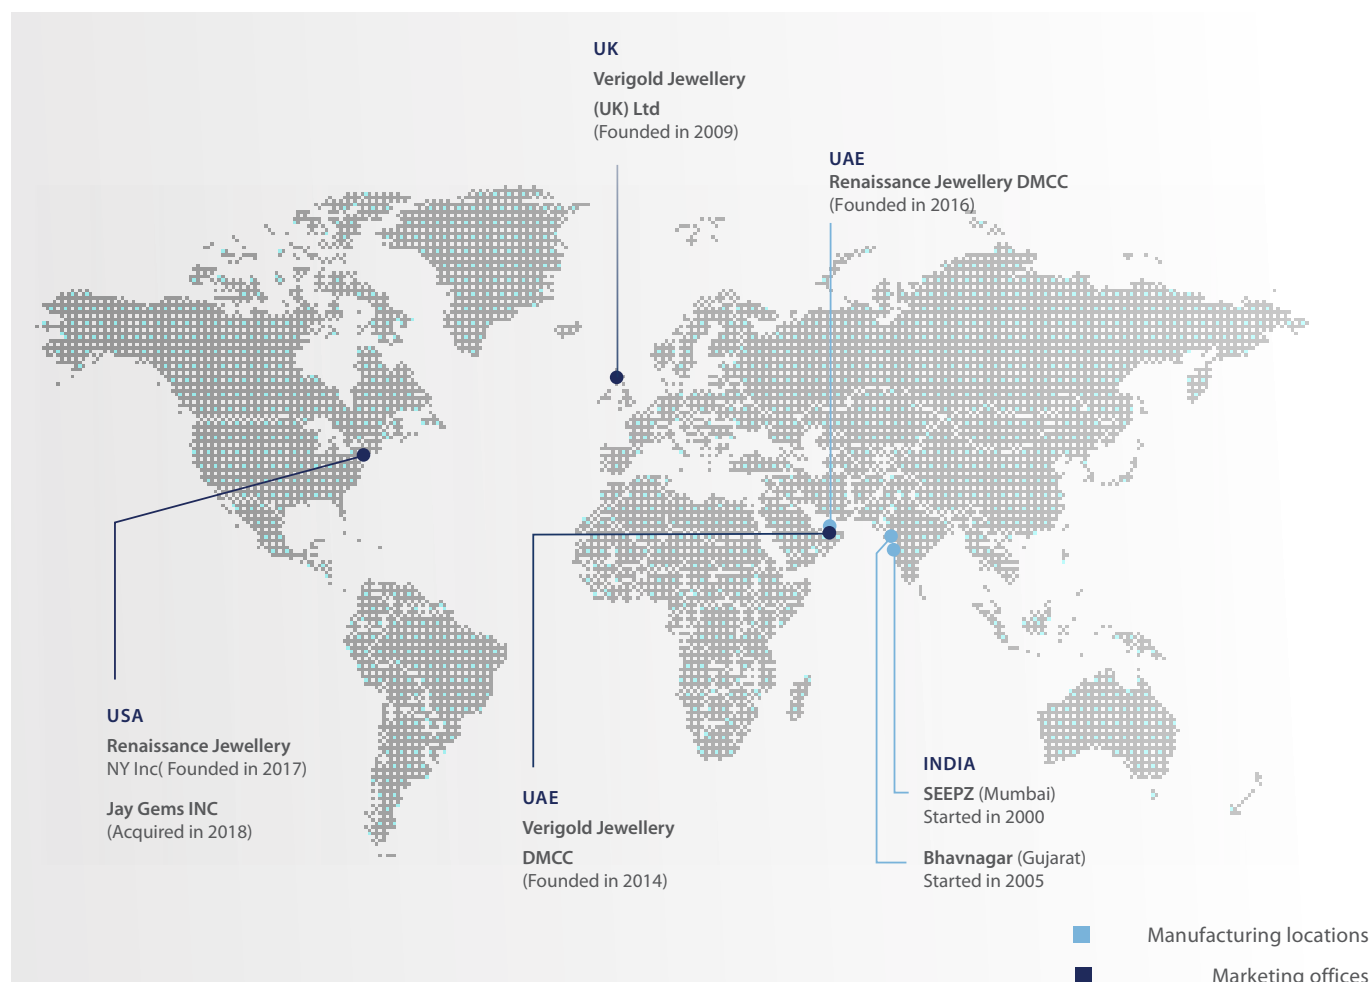 UK
Verigold Jewellery
(UK) Ltd
(Founded in 2009)
UAE
Renaissance Jewellery DMCC
(Founded in 2016)
USA
Renaissance Jewellery
NY Inc( Founded in 2017)
Jay Gems INC
(Acquired in 2018)
UAE
Verigold Jewellery
DMCC
(Founded in 2014)
INDIA
SEEPZ (Mumbai)
Started in 2000
Bhavnagar (Gujarat)
Started in 2005
Manufacturing locations
Marketing offices